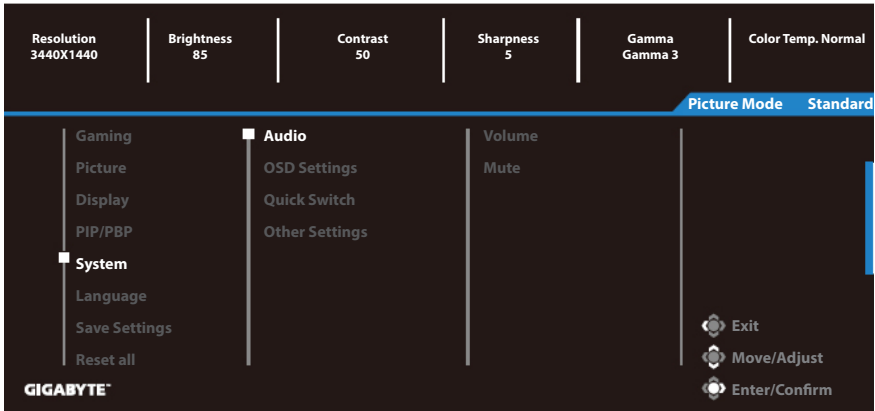 Resolution
3440X1440
Brightness
85
Contrast
50
Sharpness
5
Gamma
Gamma 3
Color Temp. Normal
Picture Mode Standard
Gaming
Picture
Display
PIP/PBP
System
Language
Save Settings
Reset all
Audio
OSD Settings
Quick Switch
Other Settings
Volume
Mute
Exit
Move/Adjust
Enter/Confirm
GIGABYTE™